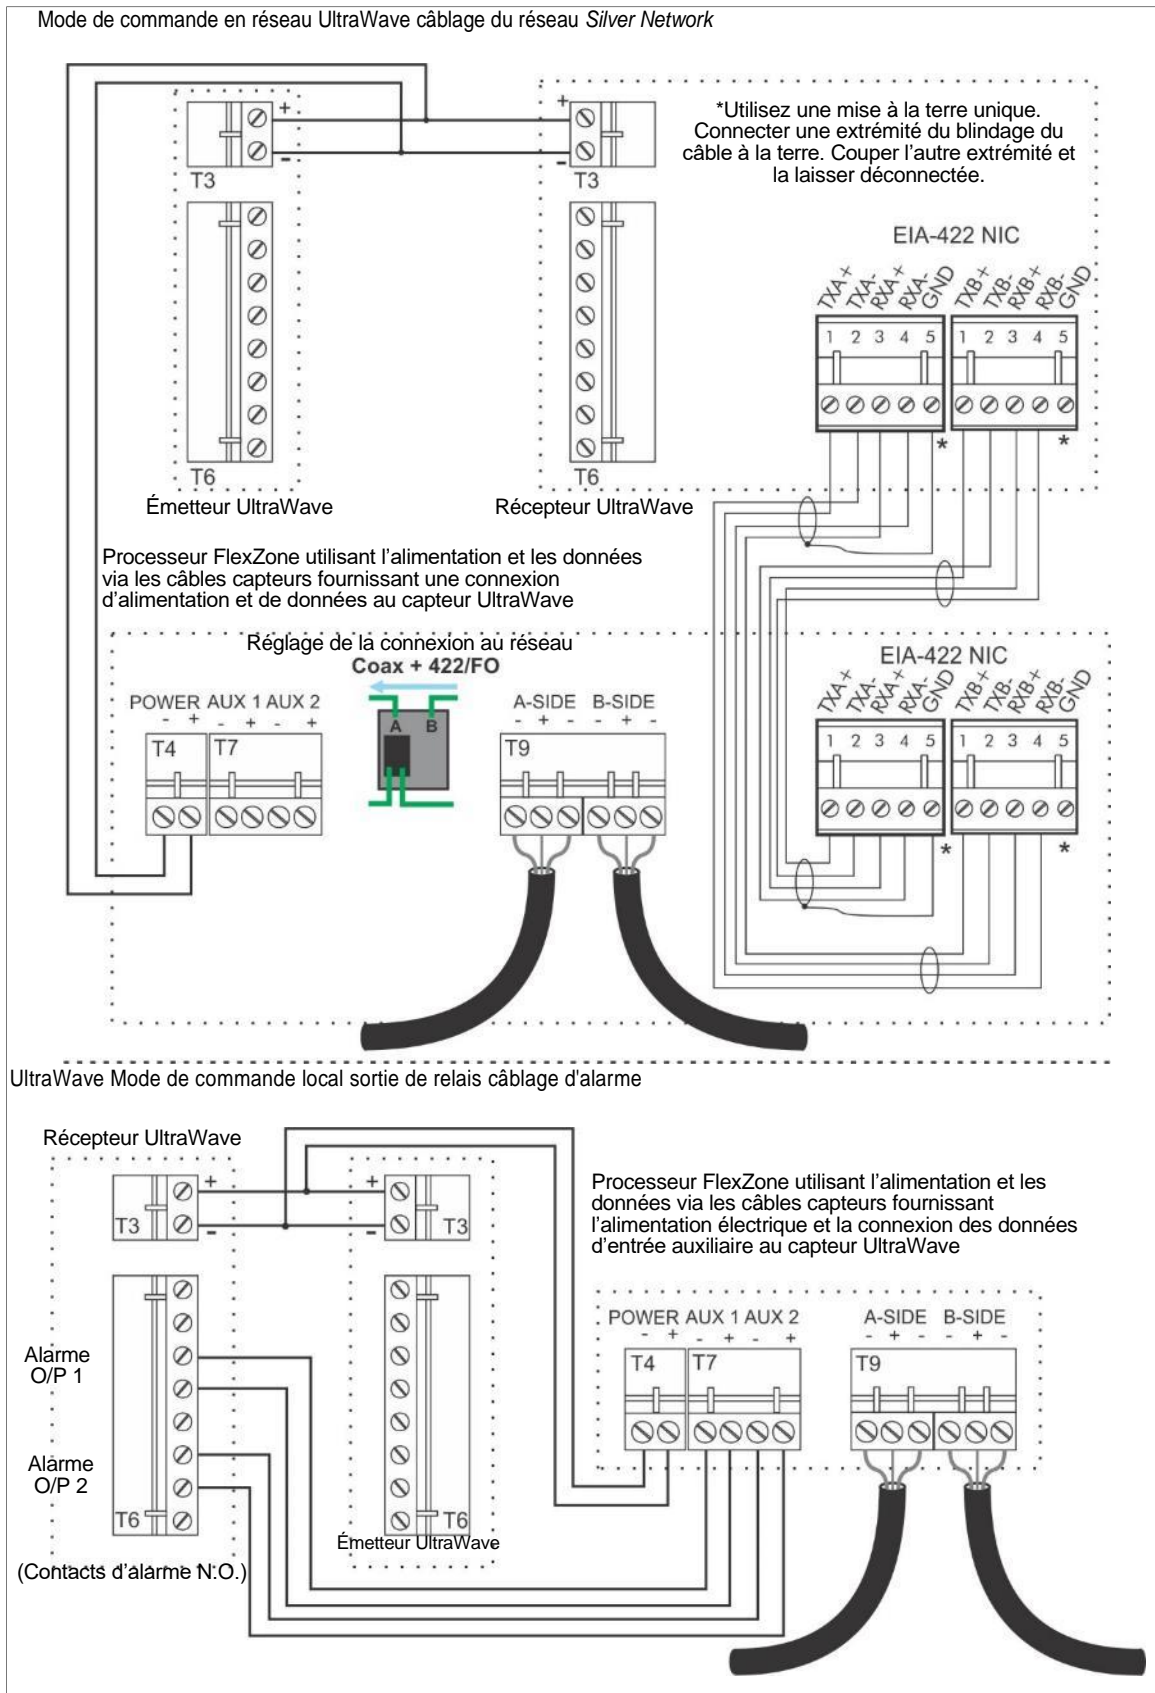 Mode de commande en réseau UltraWave câblage du réseau Silver Network
+ +
- -
T3 T3
*Utilisez une mise à la terre unique.
Connecter une extrémité du blindage du
câble à la terre. Couper l'autre extrémité et
la laisser déconnectée.
EIA-422 NIC
TXA+ TXA- RXA+ RXA- GND TXB+ TXB- RXB+ RXB- GND
1 2 3 4 5 1 2 3 4 5
* *
T6 T6
Émetteur UltraWave
Récepteur UltraWave
Processeur FlexZone utilisant l'alimentation et les données
via les câbles capteurs fournissant une connexion
d'alimentation et de données au capteur UltraWave
Réglage de la connexion au réseau
Coax + 422/FO
A B
POWER AUX 1 AUX 2
- + - + - +
T4 T7
A-SIDE B-SIDE
- + - - + -
T9
EIA-422 NIC
TXA+ TXA- RXA+ RXA- GND TXB+ TXB- RXB+ RXB- GND
1 2 3 4 5 1 2 3 4 5
* *
UltraWave Mode de commande local sortie de relais câblage d'alarme
Récepteur UltraWave
+ +
- -
T3 T3
Processeur FlexZone utilisant l'alimentation et les
données via les câbles capteurs fournissant
l'alimentation électrique et la connexion des données
d'entrée auxiliaire au capteur UltraWave
Alarme
O/P 1
Alarme
O/P 2
T6 T6
Émetteur UltraWave
(Contacts d'alarme N.O.)
POWER AUX 1 AUX 2
- + - + - +
T4 T7
A-SIDE B-SIDE
- + - - + -
T9